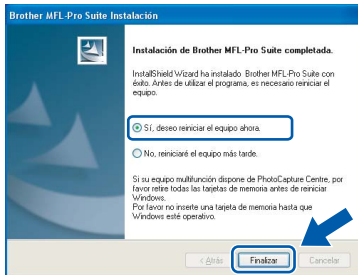 Brother MFL-Pro Suite Instalación
Instalación de Brother MFL-Pro Suite completada.
InstallShield Wizard ha instalado Brother MFL-Pro Suite con
éxito. Antes de utilizar el programa, es necesario reiniciar el
equipo.
Sí, deseo reiniciar el equipo ahora.
No, reiniciaré el equipo más tarde.
Si su equipo multifunción dispone de PhotoCapture Centre, por
favor retire todas las tarjetas de memoria antes de reiniciar
Windows.
Por favor no inserte una tarjeta de memoria hasta que
Windows esté operativo.
< Atrás
Finalizar
Cancelar